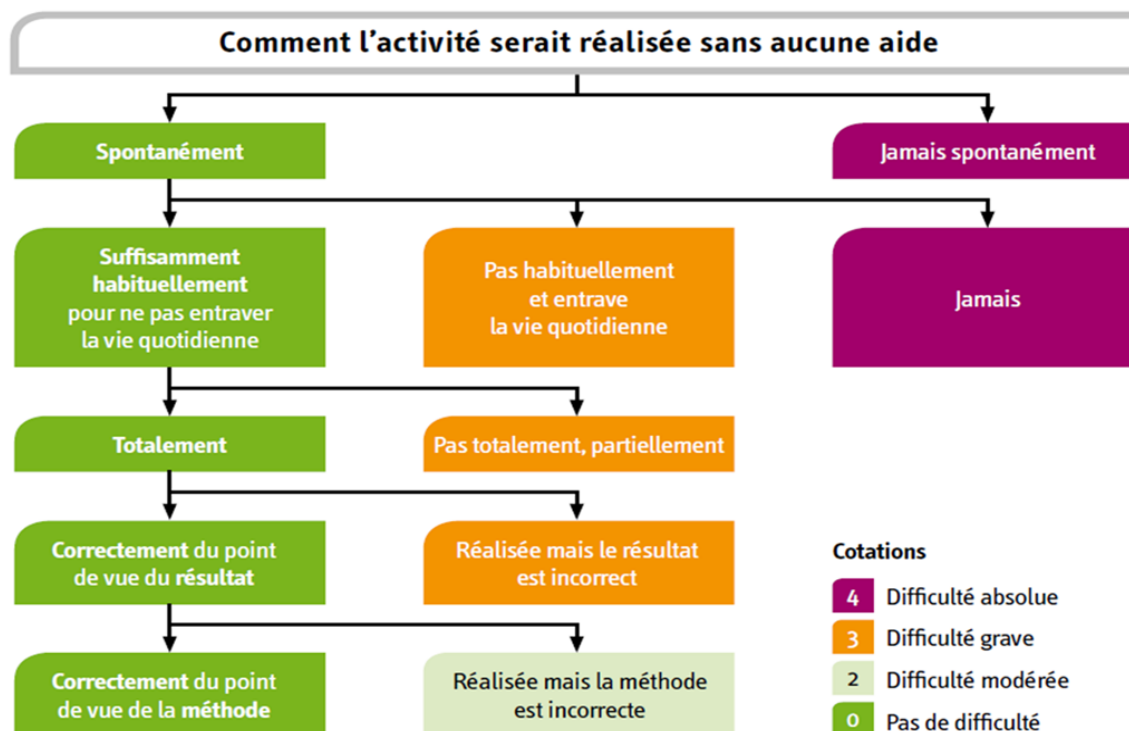 Comment l’activité serait réalisée sans aucune aide
Spontanément
Jamais spontanément
Suffisamment
habituellement
pour ne pas entraver
la vie quotidienne
Pas habituellement
et entrave
la vie quotidienne
Jamais
Totalement
Pas totalement, partiellement
Correctement du point
de vue du résultat
Réalisée mais le résultat
est incorrect
Correctement du point
de vue de la méthode
Réalisée mais la méthode
est incorrecte
Cotations
4 Difficulté absolue
3 Difficulté grave
2 Difficulté modérée
0 Pas de difficulté